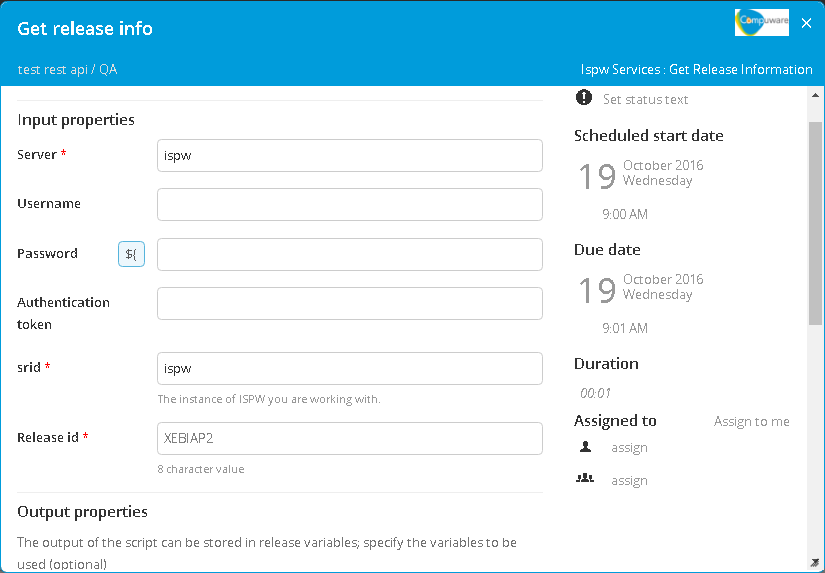 Get release info
Compuware
test rest api / QA
Ispw Services : Get Release Information
Input properties
Server *
ispw
Username
Password
${
Authentication
token
srid *
ispw
The instance of ISPW you are working with.
Release id *
XEBIAP2
8 character value
Output properties
The output of the script can be stored in release variables; specify the variables to be
used (optional)
Set status text
Scheduled start date
19
October 2016
Wednesday
9:00 AM
Due date
19
October 2016
Wednesday
9:01 AM
Duration
00:01
Assigned to
Assign to me
assign
assign